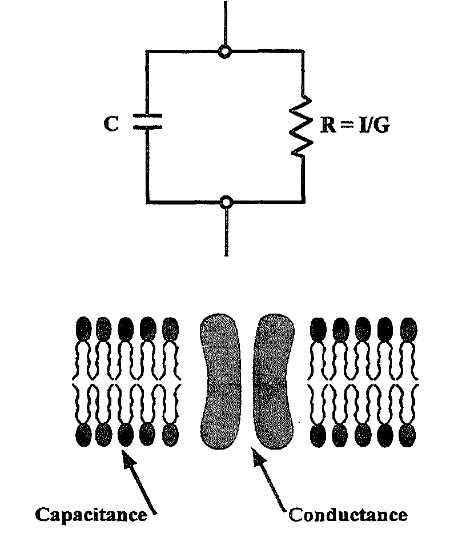 C
R = I/G
Capacitance
Conductance